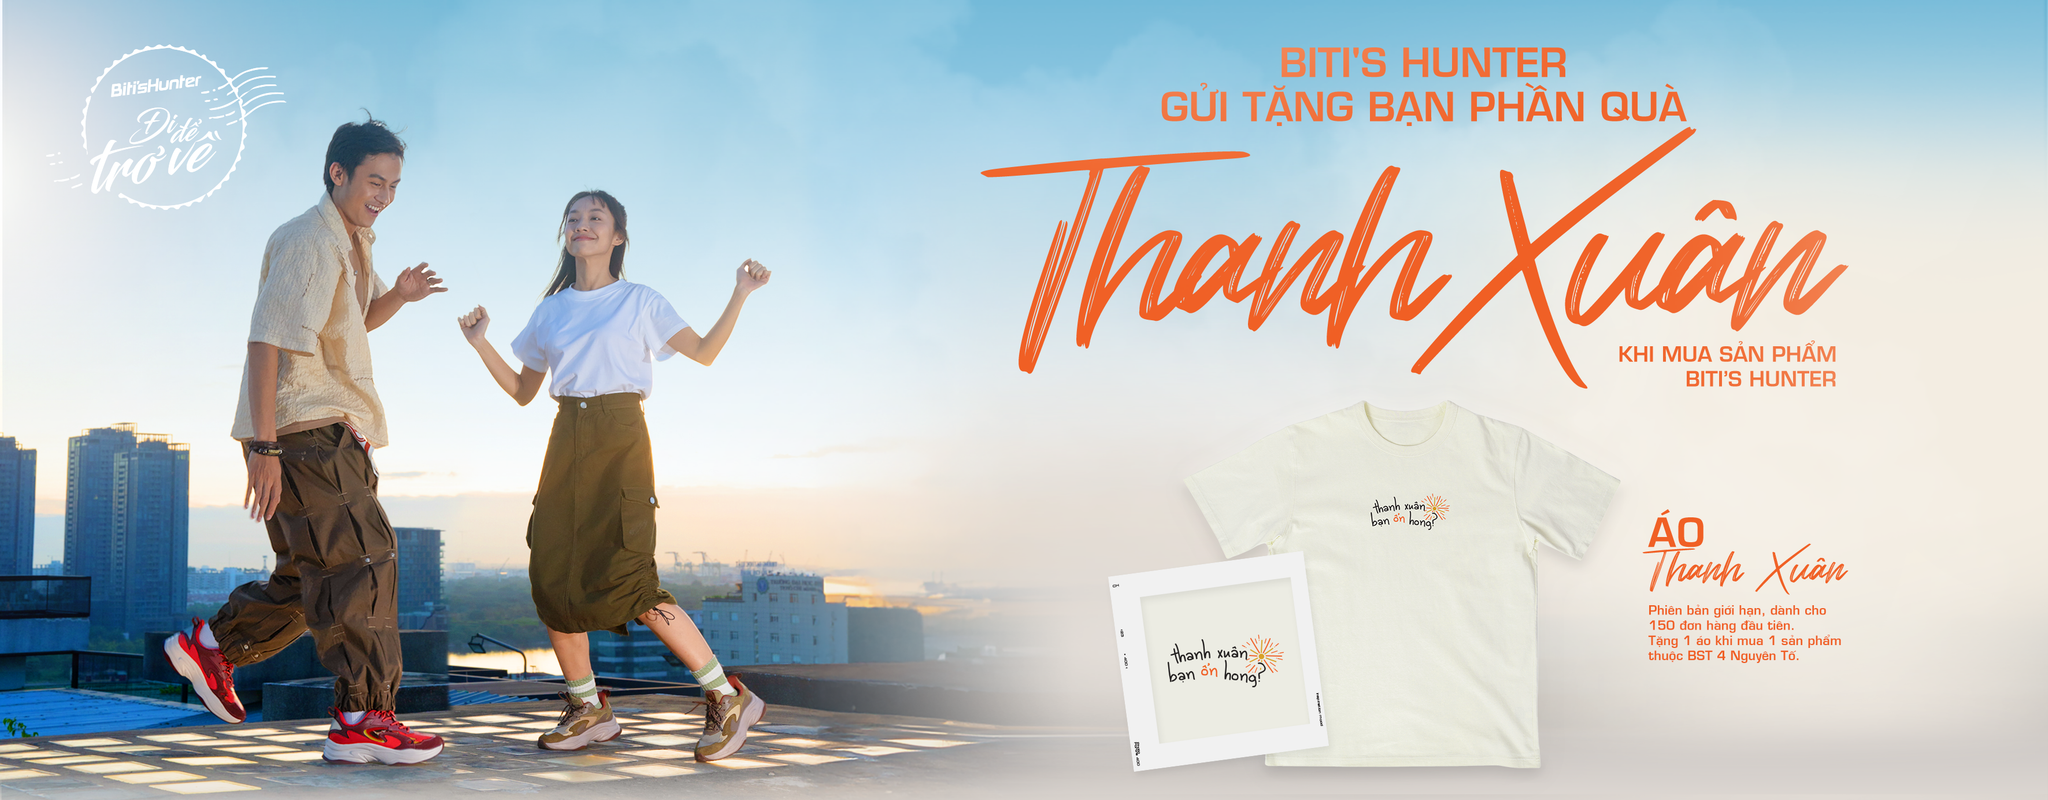 Biti'sHunter
Đi để
trở về
BITI'S HUNTER
GỬI TẶNG BẠN PHẦN QUÀ
Thanh Xuân
KHI MUA SẢN PHẨM
BITI'S HUNTER
thanh xuân
bạn ổn hong?
thanh xuân
bạn ổn hong?
ÁO
Thanh Xuân
Phiên bản giới hạn, dành cho
150 đơn hàng đầu tiên.
Tặng 1 áo khi mua 1 sản phẩm
thuộc BST 4 Nguyên Tố.